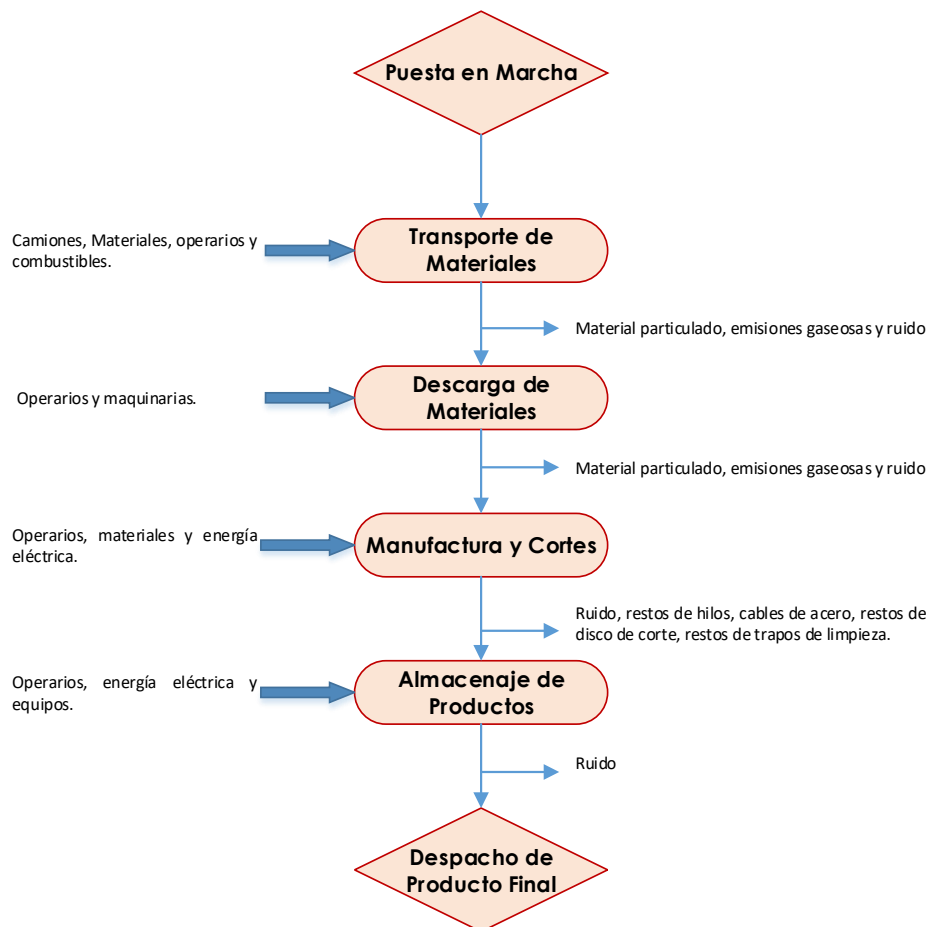 Puesta en Marcha
Camiones, Materiales, operarios y
combustibles.
Transporte de
Materiales
Material particulado, emisiones gaseosas y ruido
Operarios y maquinarias.
Descarga de
Materiales
Material particulado, emisiones gaseosas y ruido
Operarios, materiales y energía
eléctrica.
Manufactura y Cortes
Ruido, restos de hilos, cables de acero, restos de
disco de corte, restos de trapos de limpieza.
Operarios, energía eléctrica y
equipos.
Almacenaje de
Productos
Ruido
Despacho de
Producto Final